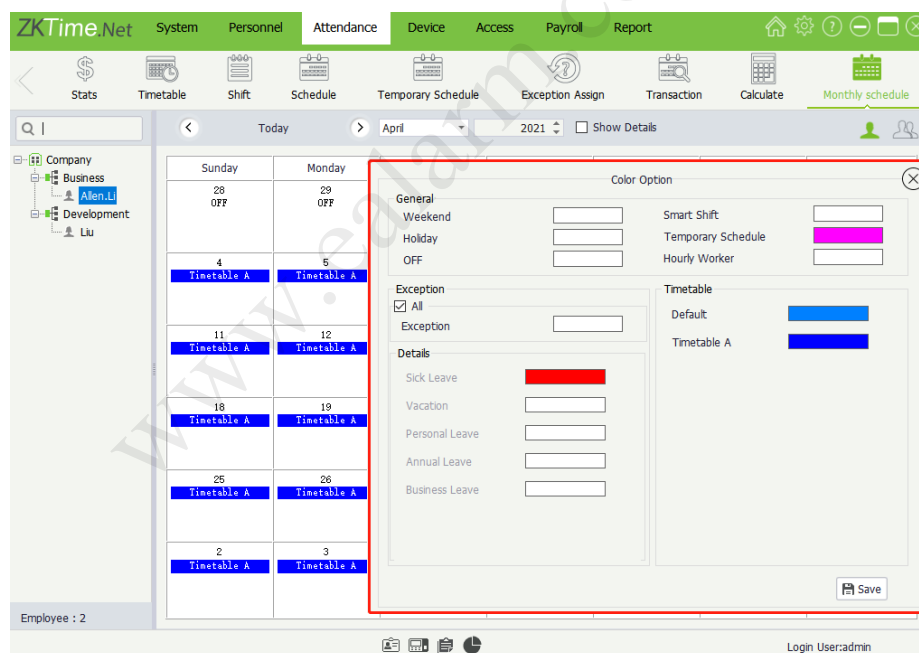 ZKTime.Net System Personnel Attendance Device Access Payroll Report
Stats Timetable Shift Schedule Temporary Schedule Exception Assign Transaction Calculate Monthly schedule
Today April 2021 Show Details
Company
Business
Allen.Li
Development
Liu
Sunday Monday
28 29
OFF OFF
4 5
Timetable A Timetable A
11 12
Timetable A Timetable A
18 19
Timetable A Timetable A
25 26
Timetable A Timetable A
2 3
Timetable A Timetable A
Color Option
General
Weekend Smart Shift
Holiday Temporary Schedule
OFF Hourly Worker
Exception
All
Exception
Details
Sick Leave
Vacation
Personal Leave
Annual Leave
Business Leave
Timetable
Default
Timetable A
Save
Employee : 2
Login User:admin
www.ealarm.co